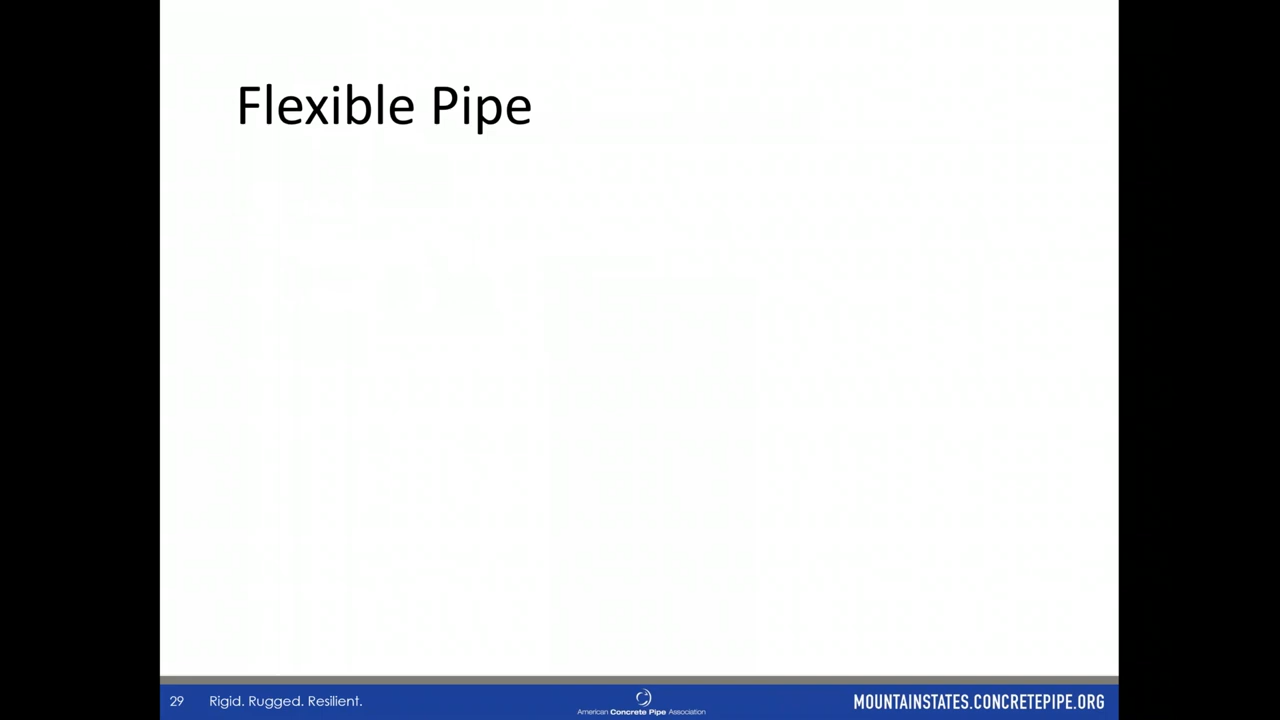 Flexible Pipe
29 Rigid. Rugged. Resilient.
American Concrete Pipe Association
MOUNTAINSTATES.CONCRETEPIPE.ORG